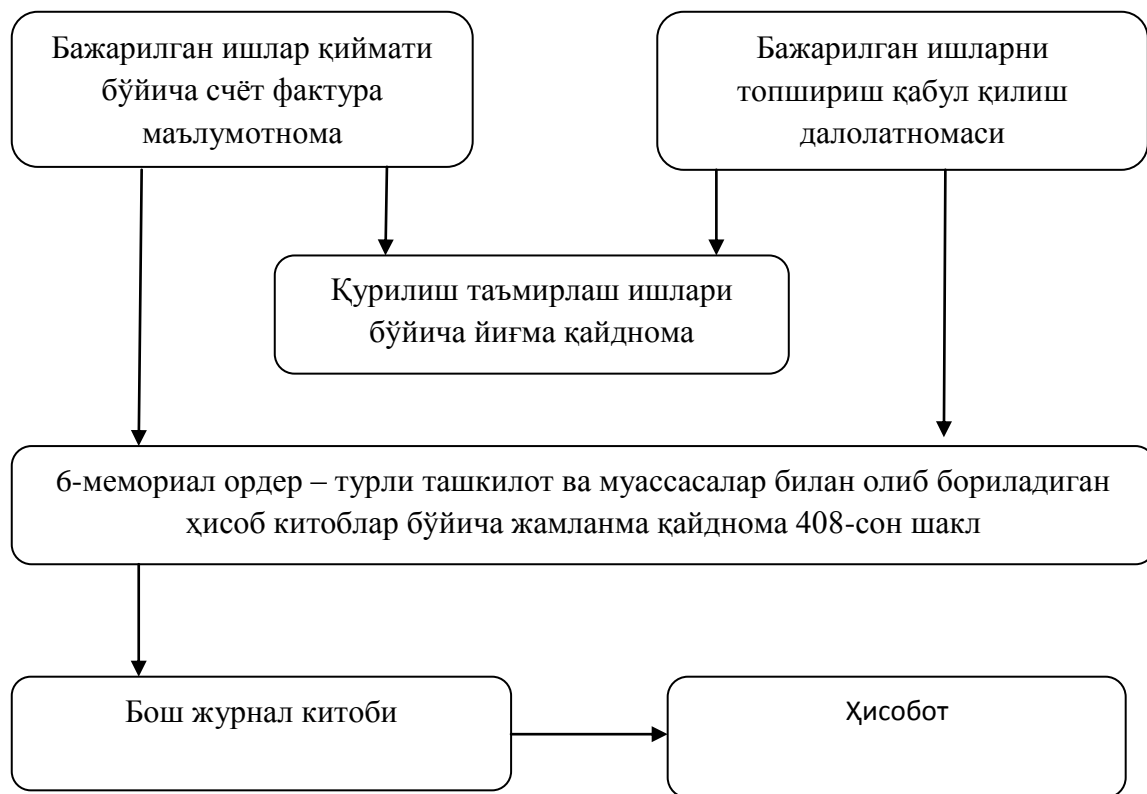 Бажарилган ишлар қиймати
бўйича счёт фактура
маълумотнома
Бажарилган ишларни
топшириш қабул қилиш
далолатномаси
Қурилиш таъмирлаш ишлари
бўйича йиғма қайднома
6-мемориал ордер – турли ташкилот ва муассасалар билан олиб бориладиган
ҳисоб китоблар бўйича жамланма қайднома 408-сон шакл
Бош журнал китоби
Ҳисобот